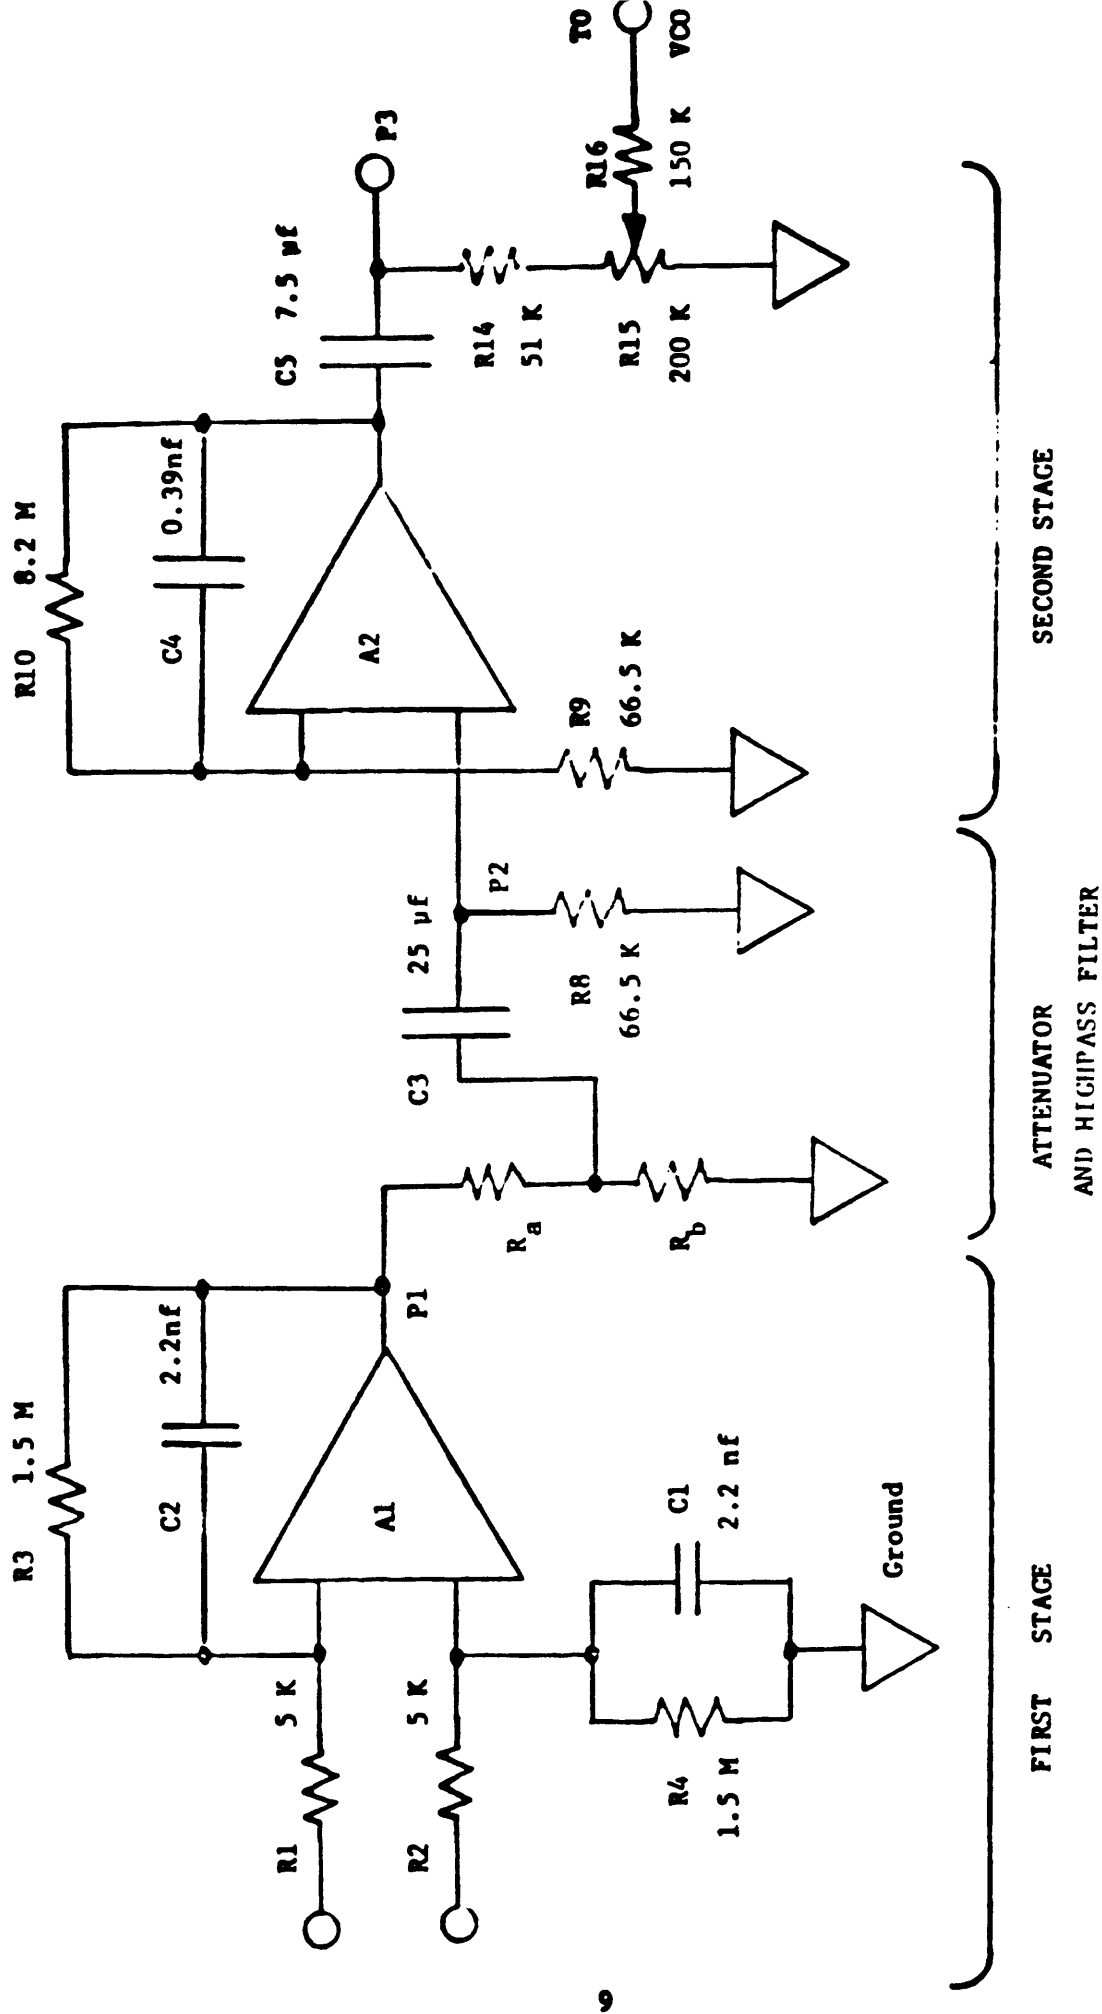 R1
5 K
R2
5 K
R3
1.5 M
C2
2.2nf
A1
P1
R4
1.5 M
C1
2.2 nf
Ground
FIRST STAGE
Ra
Rb
C3
25 µf
P2
R8
66.5 K
ATTENUATOR
AND HIGHPASS FILTER
R10
8.2 M
C4
0.39nf
A2
R9
66.5 K
C5
7.5 µf
P3
R14
51 K
R15
200 K
R16
150 K
TO
VCO
SECOND STAGE
9